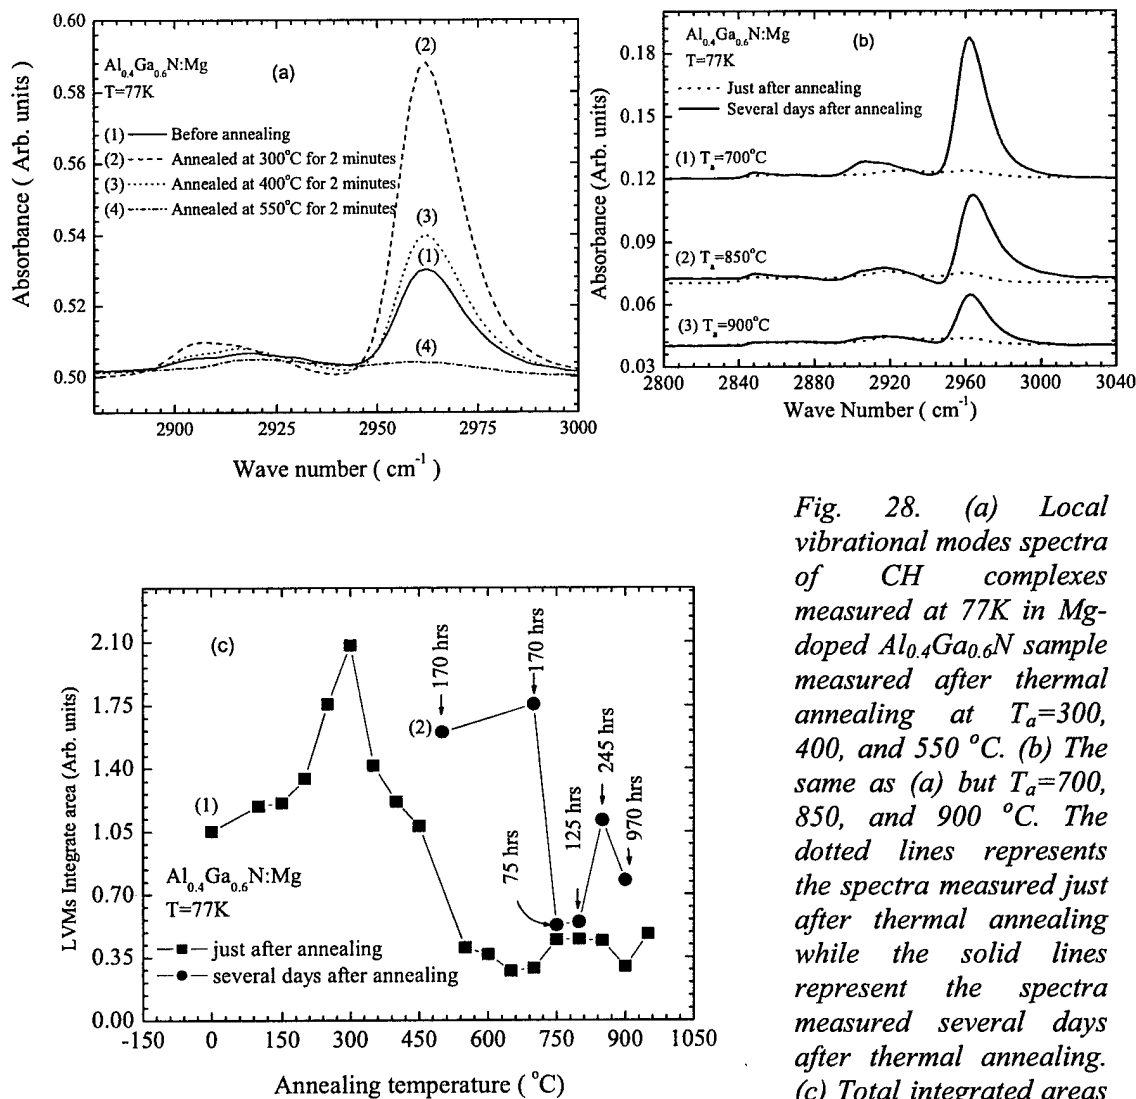 0.60
0.58
0.56
0.54
0.52
0.50
Absorbance ( Arb. units)
Al0.4Ga0.6N:Mg
T=77K
(a)
(1) Before annealing
(2) Annealed at 300°C for 2 minutes
(3) Annealed at 400°C for 2 minutes
(4) Annealed at 550°C for 2 minutes
(2)
(3)
(1)
(4)
2900 2925 2950 2975 3000
Wave number ( cm-1)
0.18
0.15
0.12
0.09
0.06
0.03
Absorbance (Arb. units)
Al0.4Ga0.6N:Mg
T=77K
(b)
Just after annealing
Several days after annealing
(1) Ta=700°C
(2) Ta=850°C
(3) Ta=900°C
2800 2840 2880 2920 2960 3000 3040
Wave Number ( cm-1)
2.10
1.75
1.40
1.05
0.70
0.35
0.00
LVMs Integrate area (Arb. units)
(c)
(1)
(2)
170 hrs
170 hrs
75 hrs
125 hrs
245 hrs
970 hrs
Al0.4Ga0.6N:Mg
T=77K
just after annealing
several days after annealing
-150 0 150 300 450 600 750 900 1050
Annealing temperature ( °C)
Fig. 28. (a) Local
vibrational modes spectra
of CH complexes
measured at 77K in Mg-
doped Al0.4Ga0.6N sample
measured after thermal
annealing at Ta=300,
400, and 550 °C. (b) The
same as (a) but Ta=700,
850, and 900 °C. The
dotted lines represents
the spectra measured just
after thermal annealing
while the solid lines
represent the spectra
measured several days
after thermal annealing.
(c) Total integrated areas